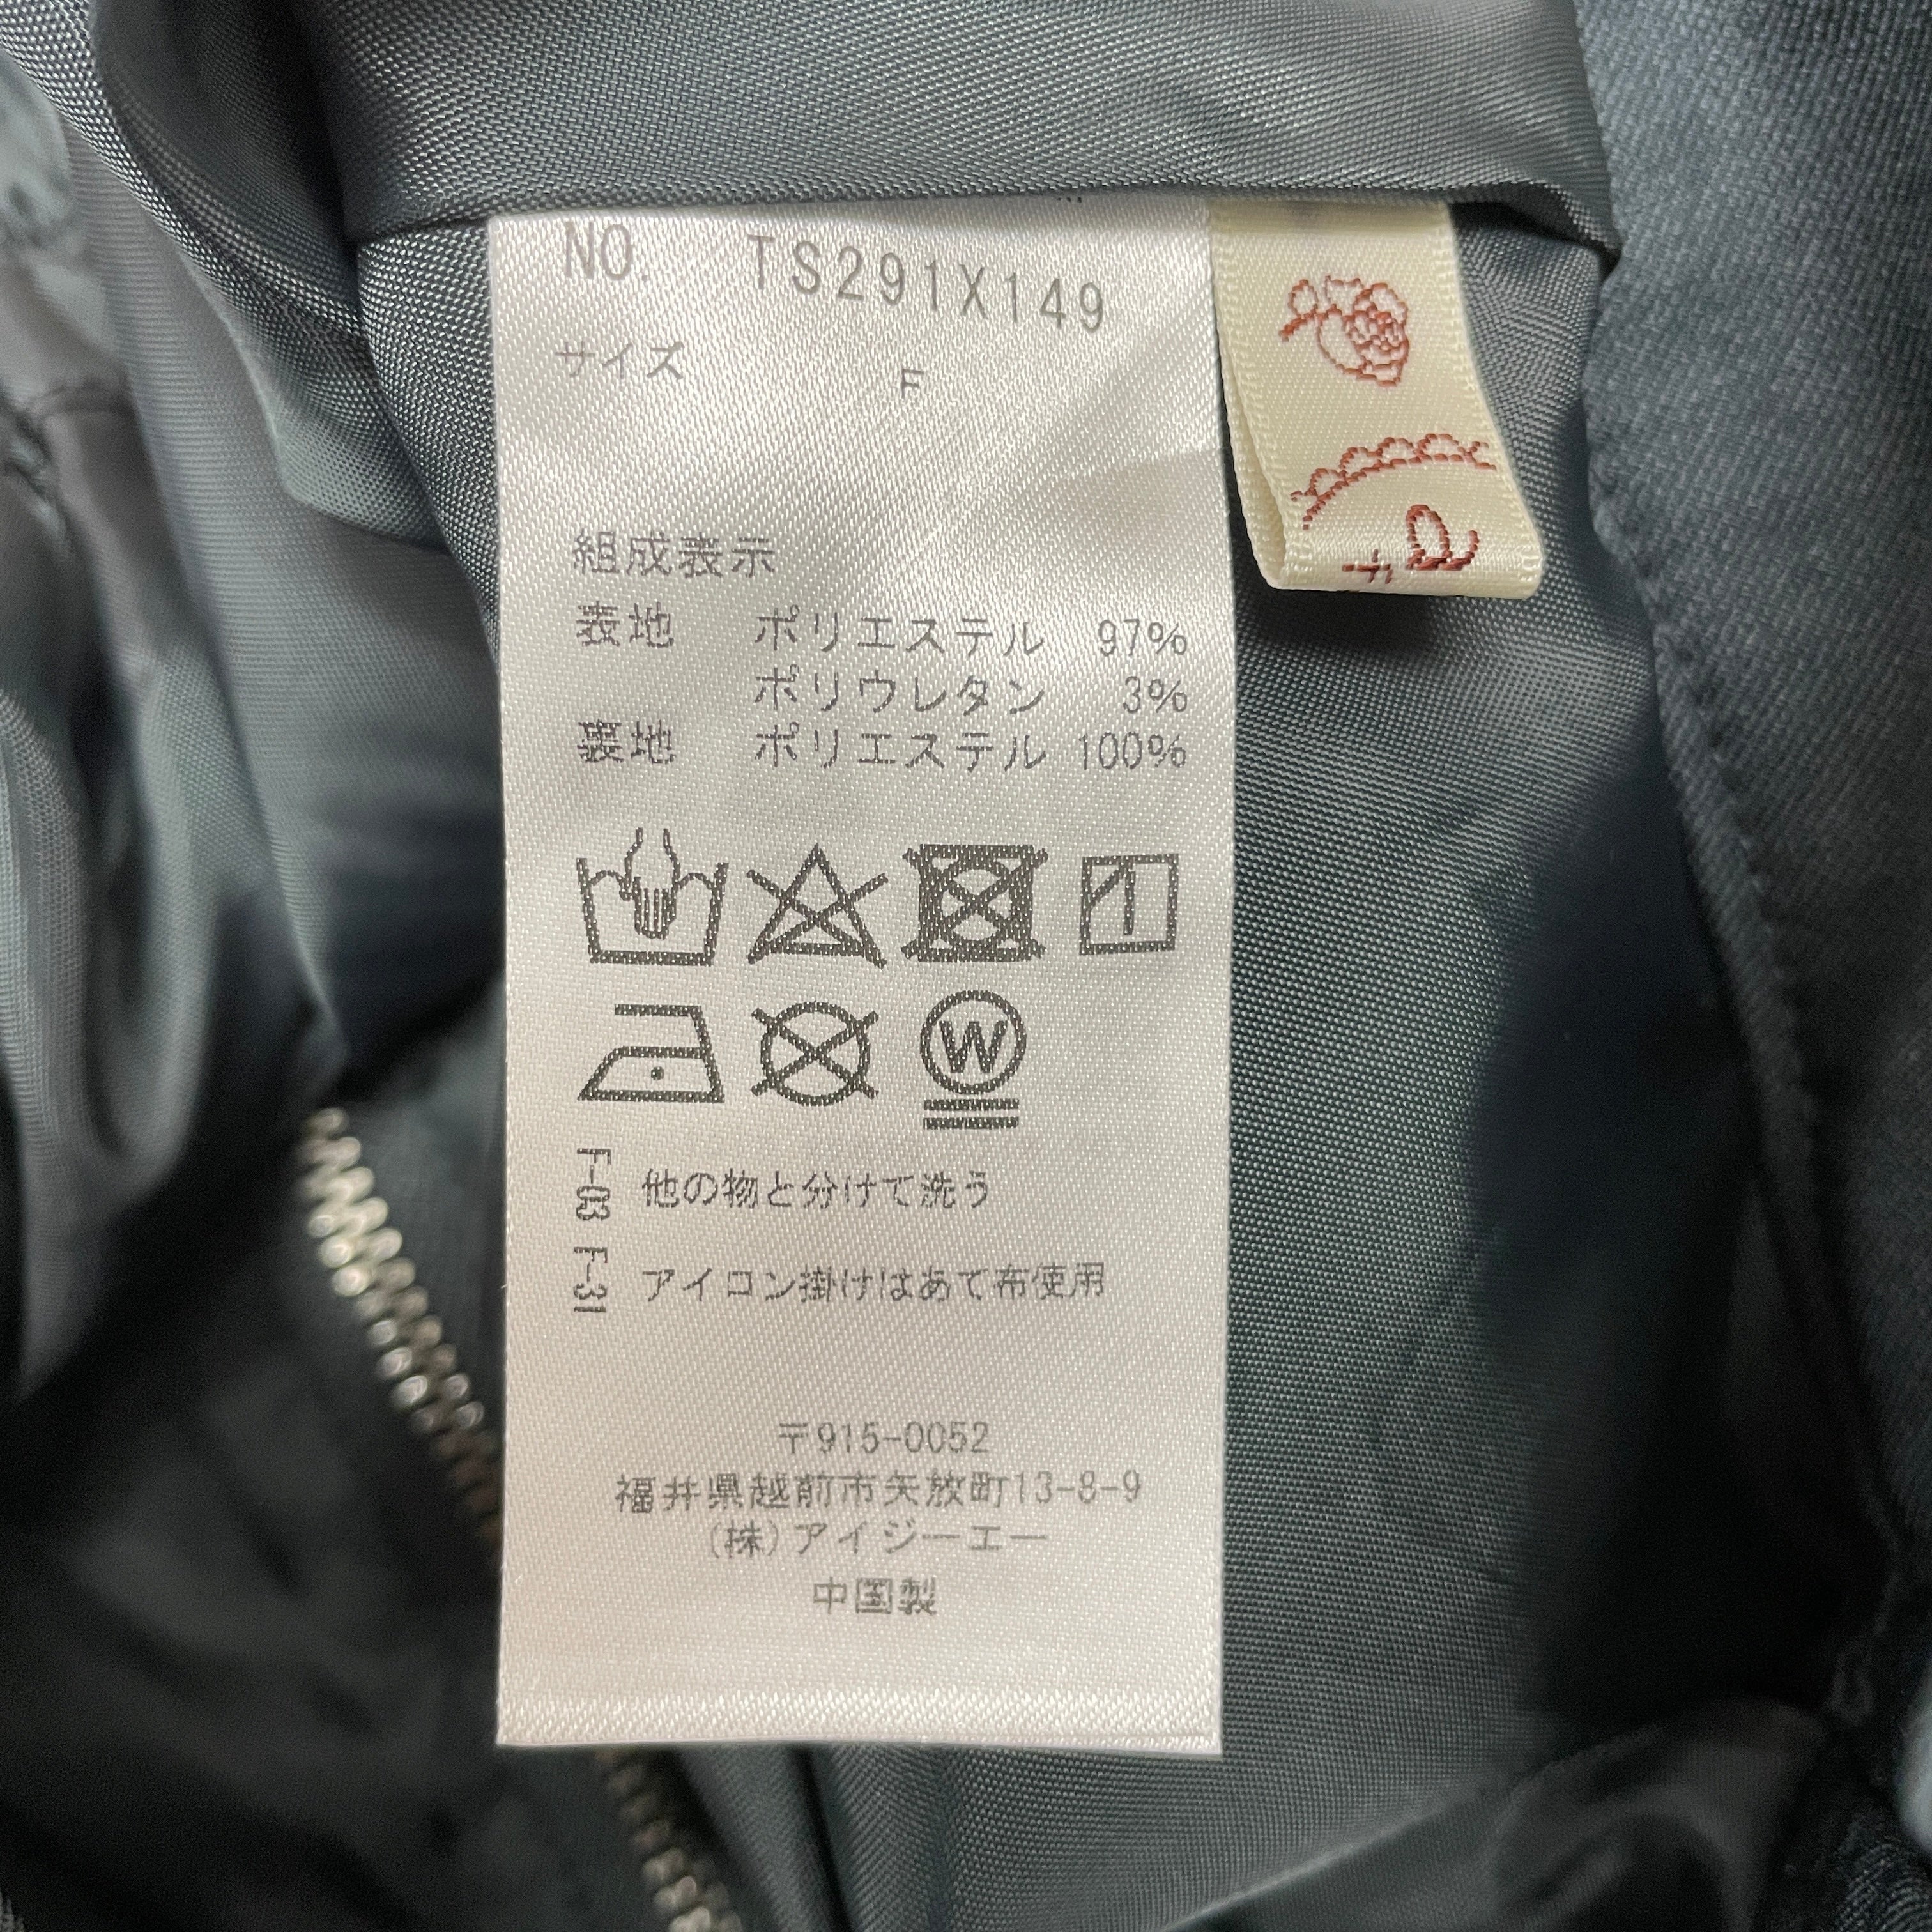 NO. TS291X149
サイズ F
組成表示
表地 ポリエステル 97%
ポリウレタン 3%
裏地 ポリエステル 100%
W
F-03 他の物と分けて洗う
F-31 アイロン掛けはあて布使用
〒915-0052
福井県越前市矢放町13-8-9
(株)アイジーエー
中国製